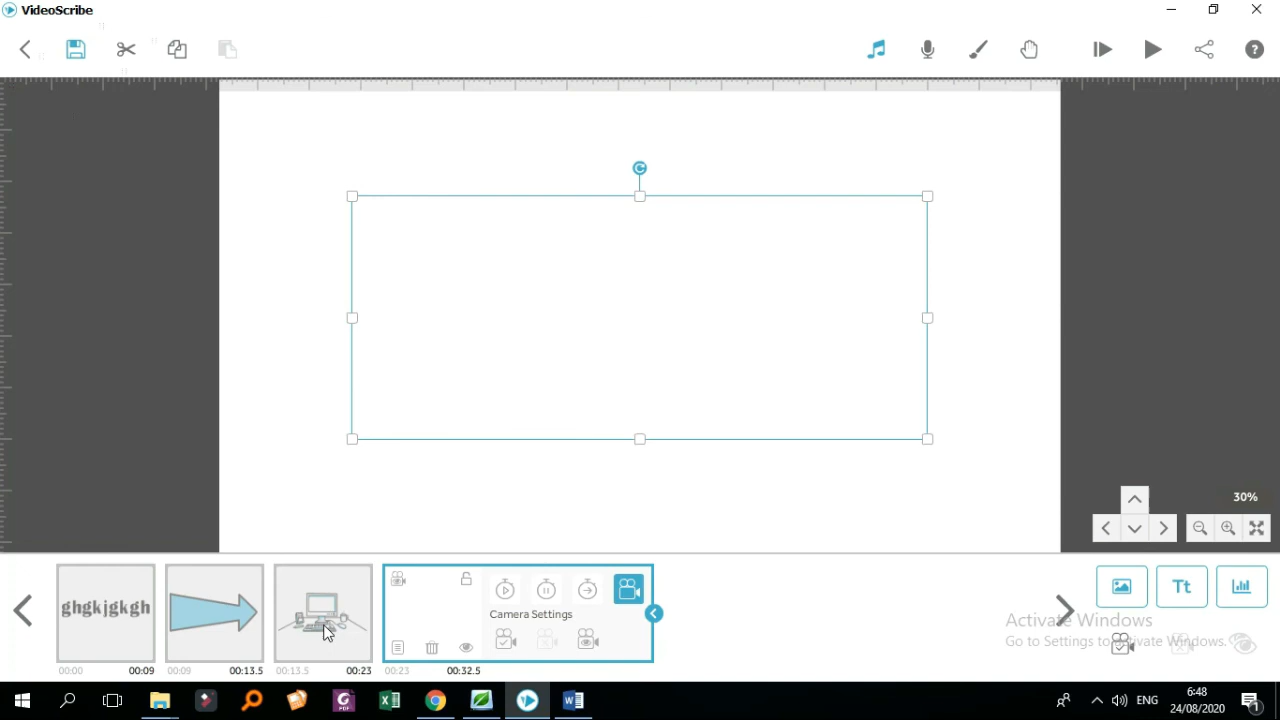 VideoScribe
30%
ghgkjgkgh
Camera Settings
Tt
Activate Windows
Go to Settings to Activate Windows.
00:00
00:09
00:09
00:13.5
00:13.5
00:23
00:23
00:32.5
ENG
6:48
24/08/2020
1